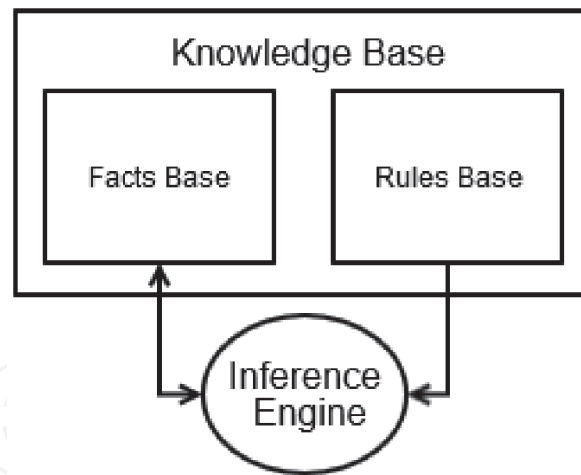 Knowledge Base
Facts Base
Rules Base
Inference
Engine